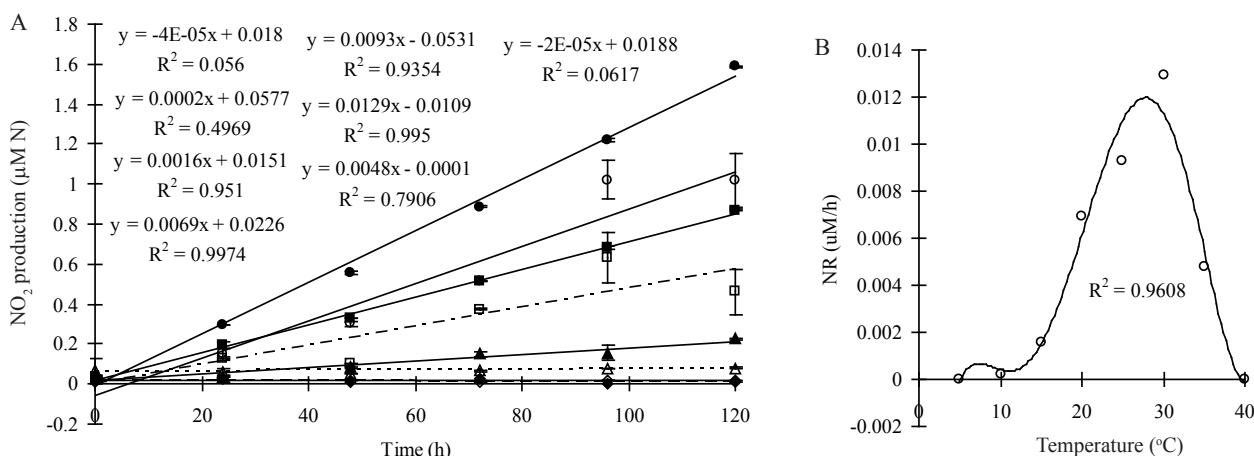 A
NO2 production (µM N)
1.8
1.6
1.4
1.2
1
0.8
0.6
0.4
0.2
0
-0.2
y = -4E-05x + 0.018
R² = 0.056
y = 0.0002x + 0.0577
R² = 0.4969
y = 0.0016x + 0.0151
R² = 0.951
y = 0.0069x + 0.0226
R² = 0.9974
y = 0.0093x - 0.0531
R² = 0.9354
y = 0.0129x - 0.0109
R² = 0.995
y = 0.0048x - 0.0001
R² = 0.7906
y = -2E-05x + 0.0188
R² = 0.0617
0 20 40 60 80 100 120
Time (h)
B
NR (uM/h)
0.014
0.012
0.01
0.008
0.006
0.004
0.002
0
-0.002
R² = 0.9608
0 10 20 30 40
Temperature (°C)